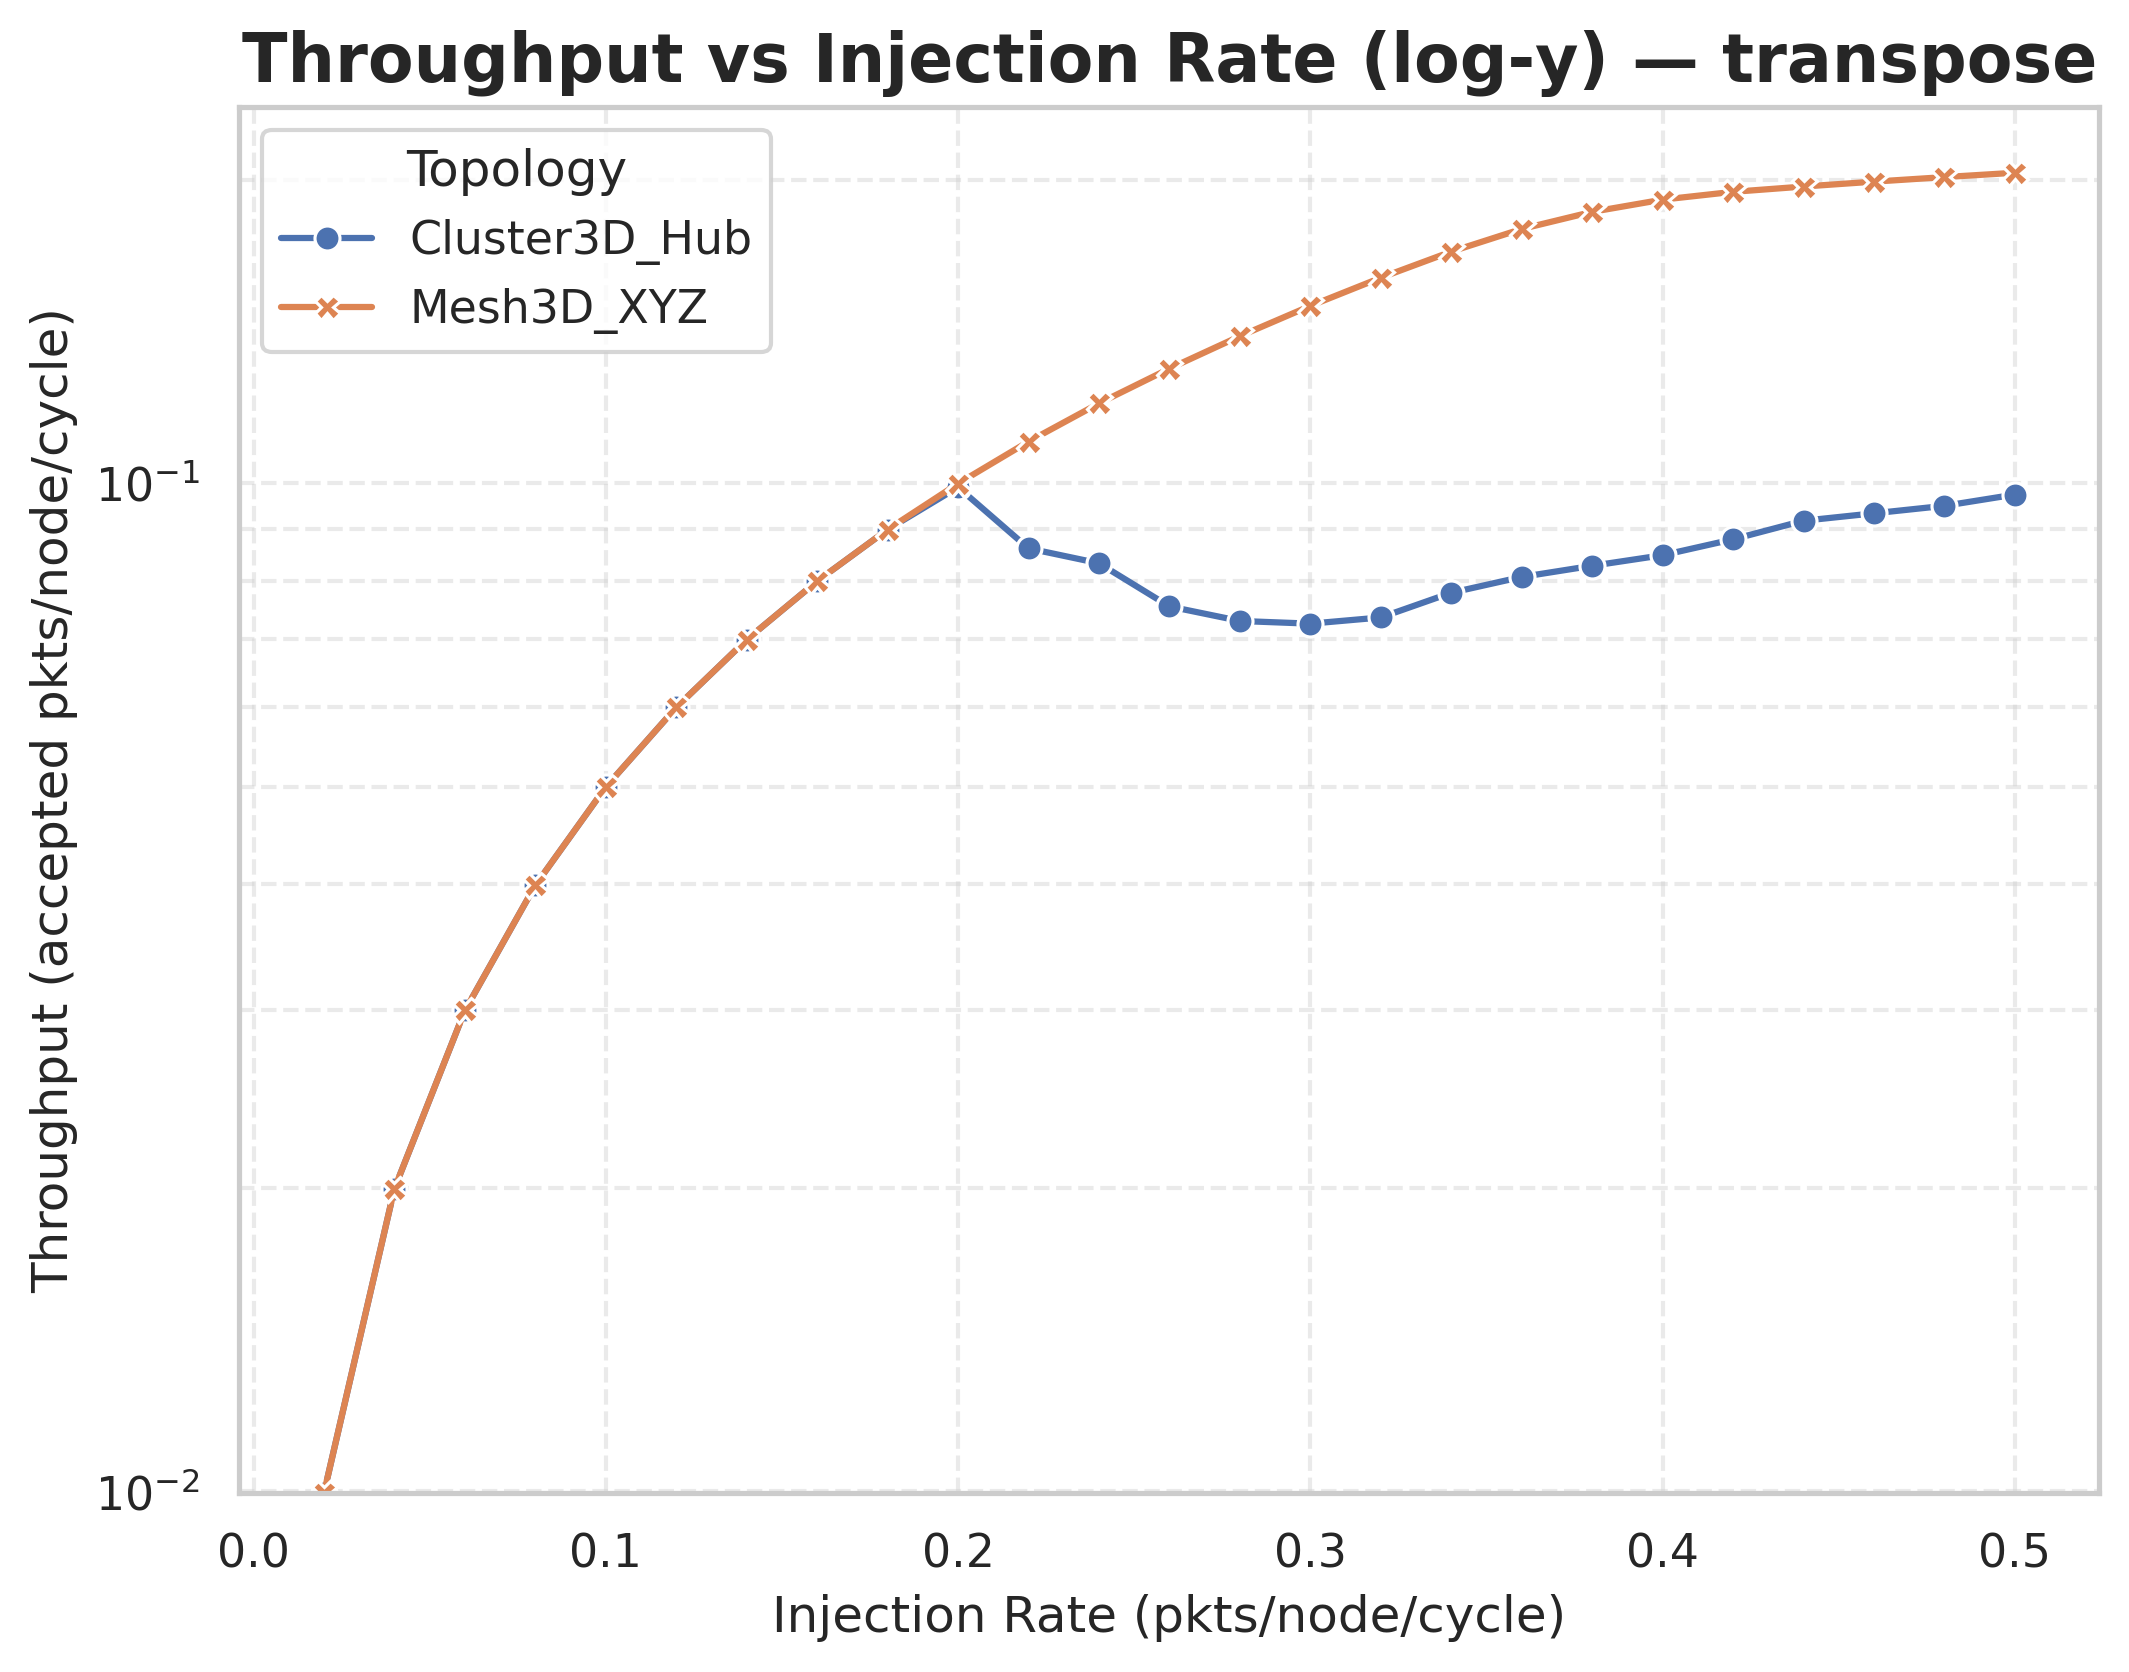 Throughput vs Injection Rate (log-y) — transpose
Topology
Cluster3D_Hub
Mesh3D_XYZ
Throughput (accepted pkts/node/cycle)
10⁻¹
10⁻²
0.0 0.1 0.2 0.3 0.4 0.5
Injection Rate (pkts/node/cycle)